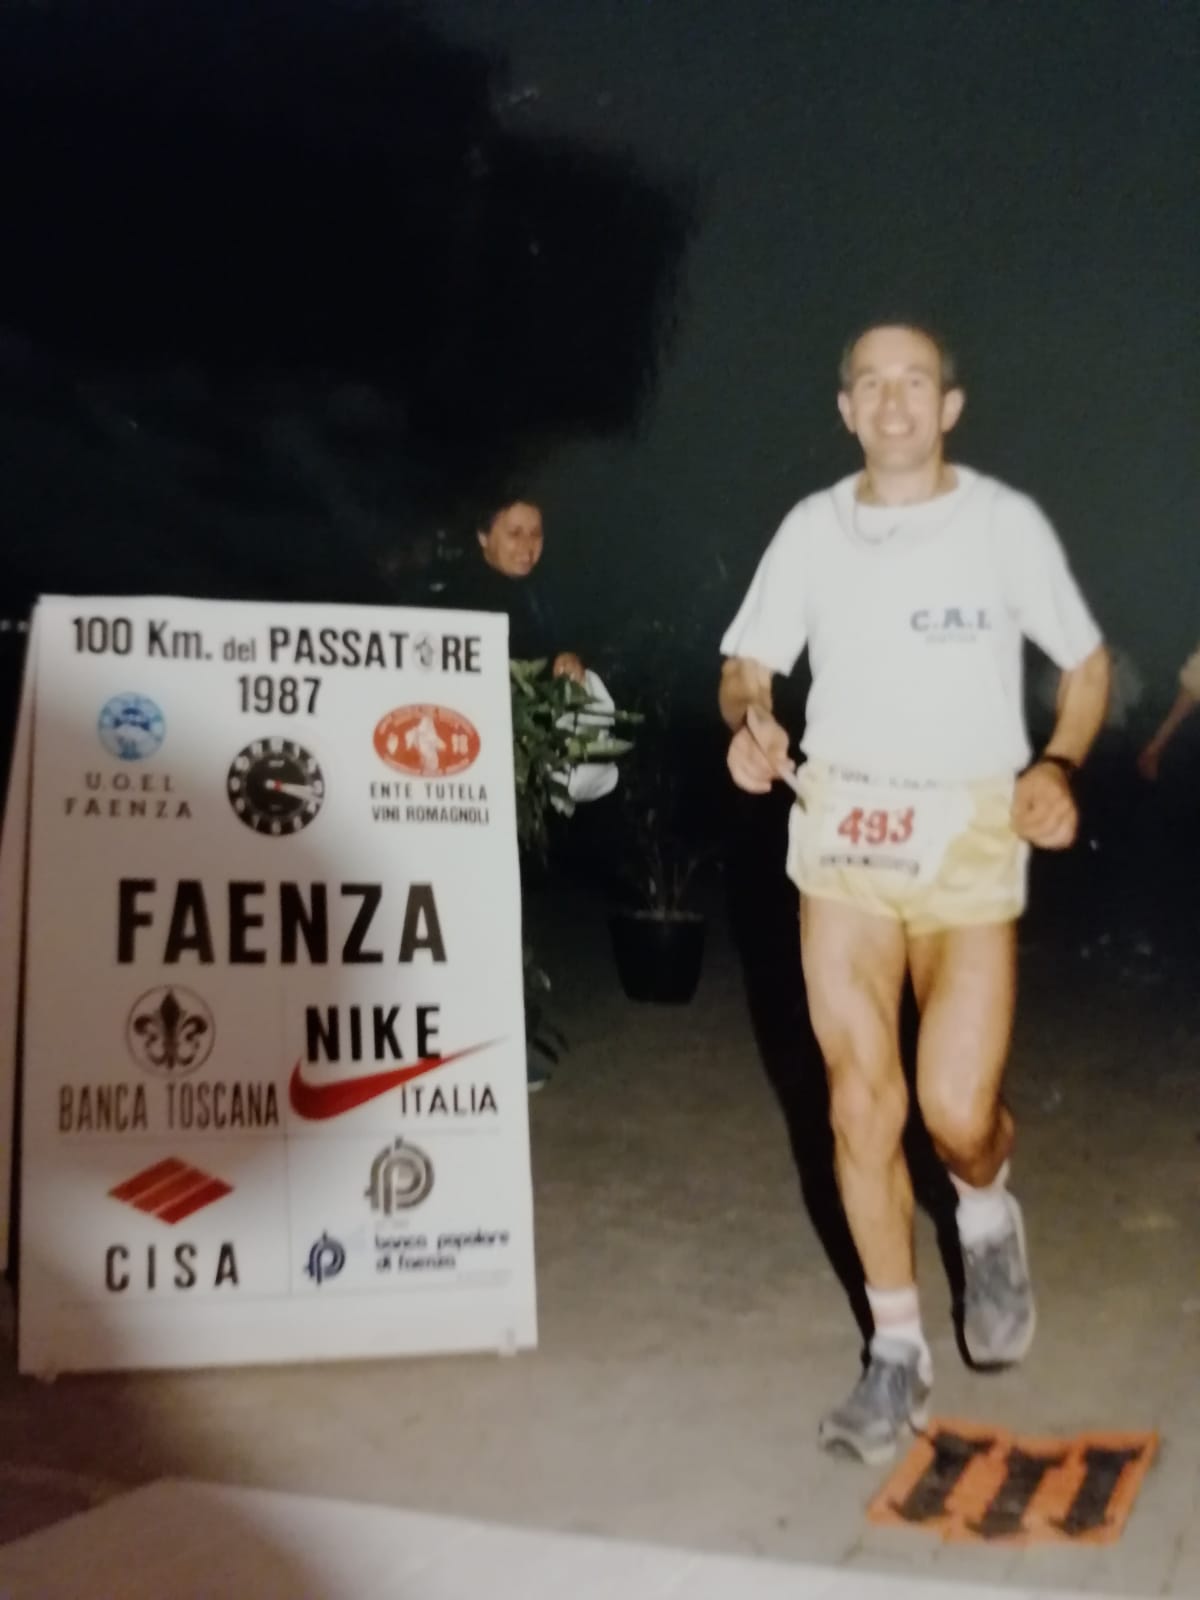 100 Km. del PASSATORE
1987
U.O.E.I.
FAENZA
ENTE TUTELA
VINI ROMAGNOLI
FAENZA
BANCA TOSCANA
NIKE
ITALIA
CISA
banca popolare
di faenza
C.A.I.
493